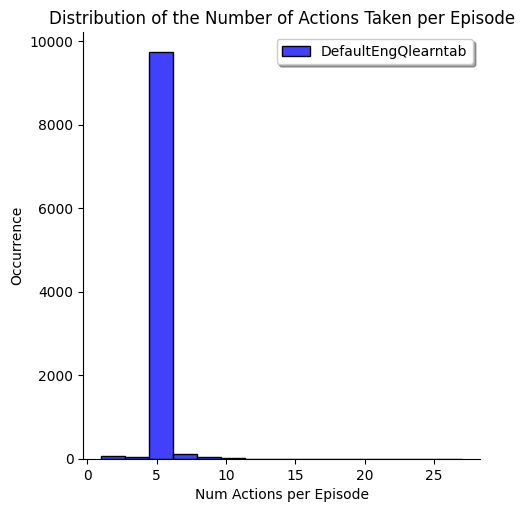 Distribution of the Number of Actions Taken per Episode
DefaultEngQlearntab
10000
8000
6000
4000
2000
0
Occurrence
0 5 10 15 20 25
Num Actions per Episode